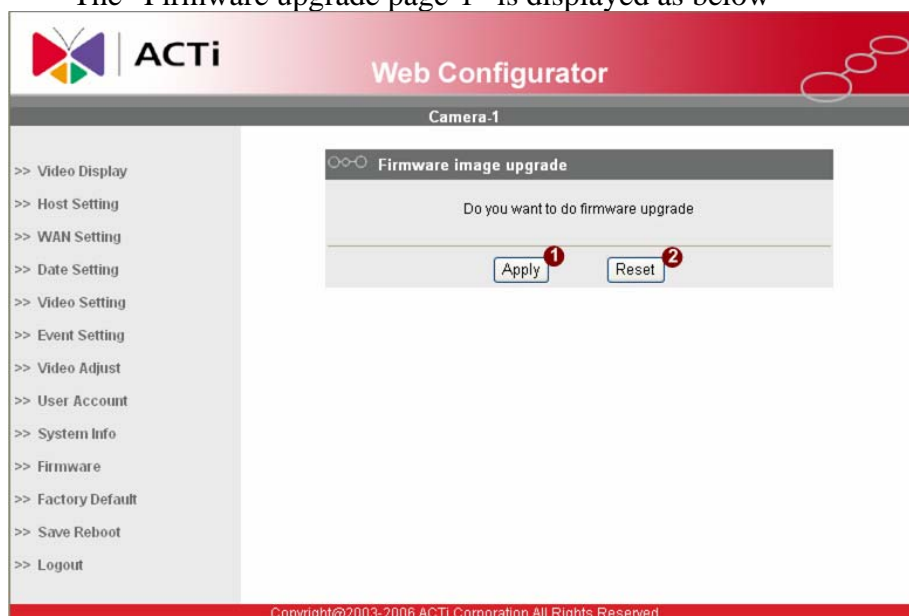 The "Firmware upgrade page 1" is displayed as below
ACTi
Web Configurator
Camera-1
>> Video Display
>> Host Setting
>> WAN Setting
>> Date Setting
>> Video Setting
>> Event Setting
>> Video Adjust
>> User Account
>> System Info
>> Firmware
>> Factory Default
>> Save Reboot
>> Logout
Firmware image upgrade
Do you want to do firmware upgrade
Apply 1 Reset 2
Copyright@2003-2006 ACTi Corporation All Rights Reserved